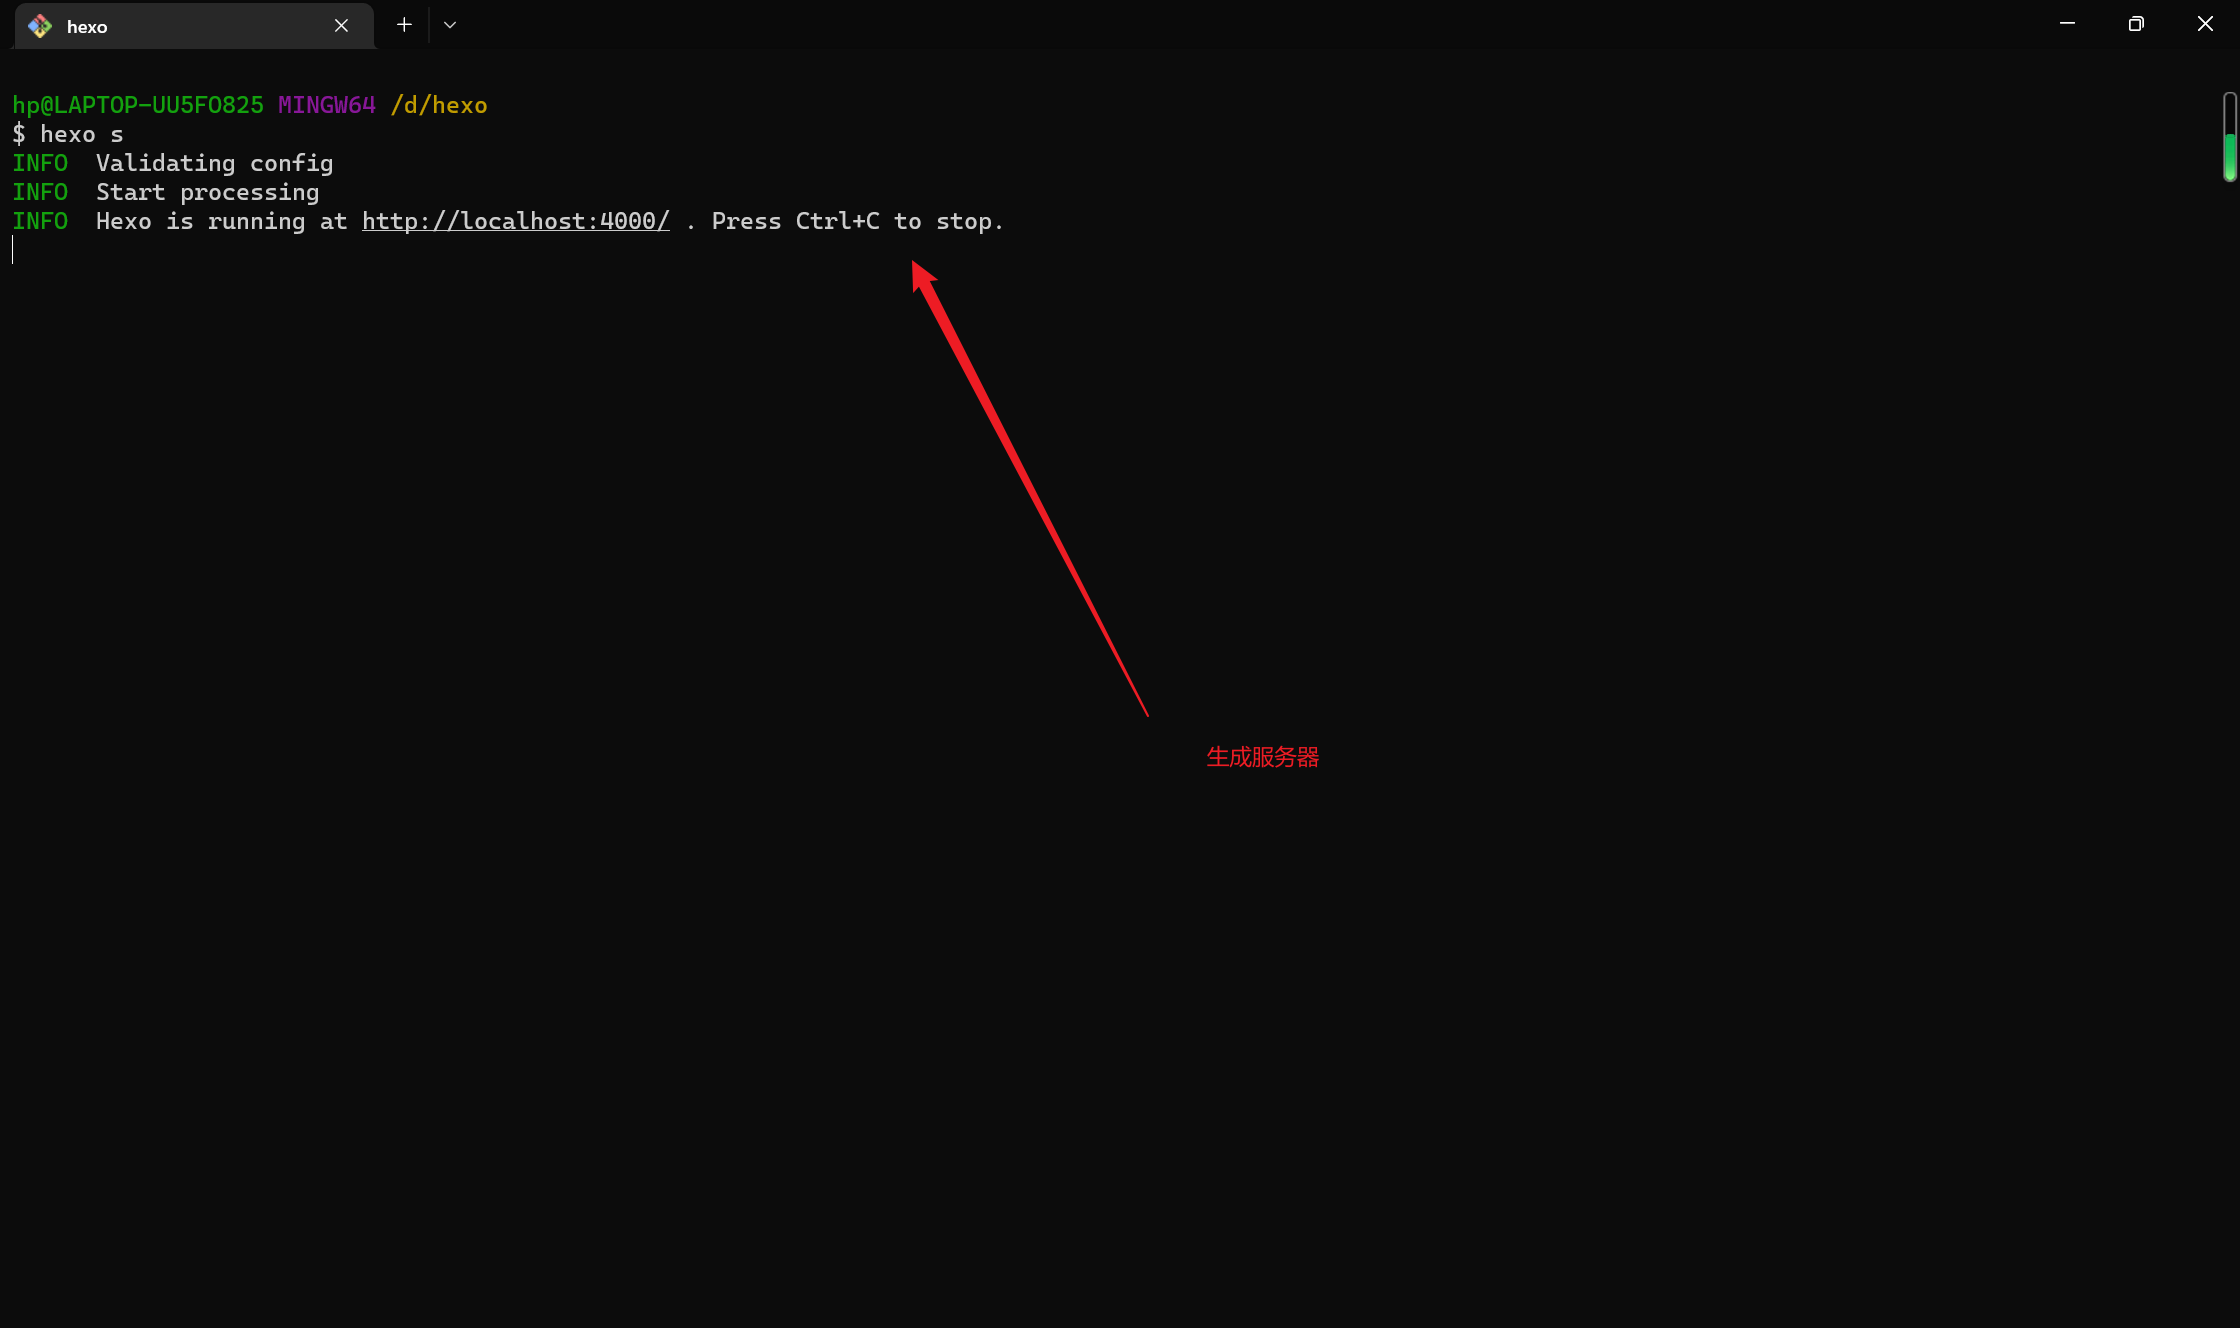 hexo
hp@LAPTOP-UU5FO825 MINGW64 /d/hexo
$ hexo s
INFO  Validating config
INFO  Start processing
INFO  Hexo is running at http://localhost:4000/ . Press Ctrl+C to stop.
生成服务器